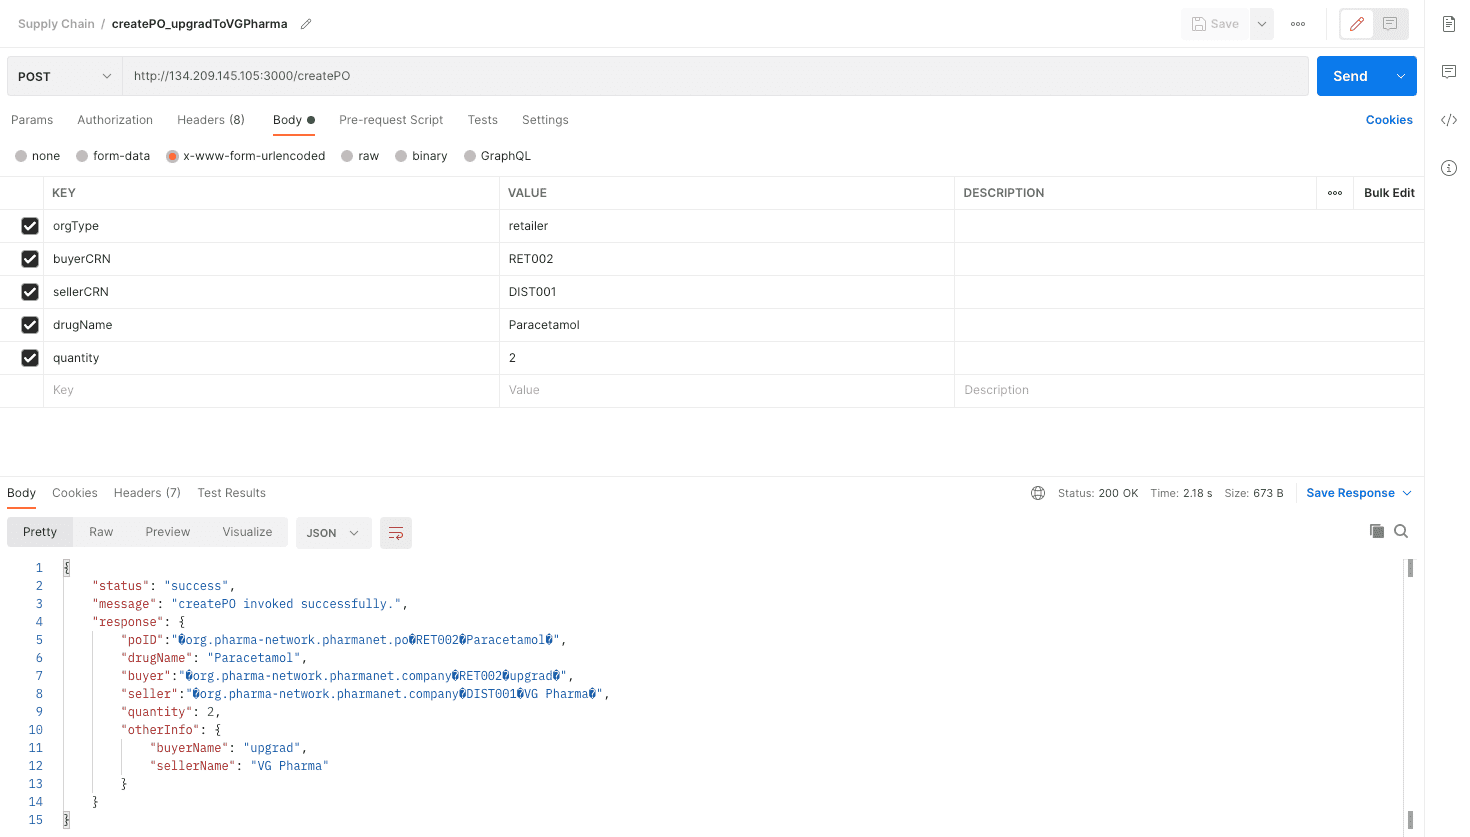 Supply Chain / createPO_upgradToVGPharma
Save
POST http://134.209.145.105:3000/createPO Send
Params Authorization Headers (8) Body Pre-request Script Tests Settings Cookies
none form-data x-www-form-urlencoded raw binary GraphQL
KEY VALUE DESCRIPTION ooo Bulk Edit
orgType retailer
buyerCRN RET002
sellerCRN DIST001
drugName Paracetamol
quantity 2
Key Value Description
Body Cookies Headers (7) Test Results Status: 200 OK Time: 2.18 s Size: 673 B Save Response
Pretty Raw Preview Visualize JSON
1 {
2 "status": "success",
3 "message": "createPO invoked successfully.",
4 "response": {
5 "poID":"�org.pharma-network.pharmanet.po�RET002�Paracetamol�",
6 "drugName": "Paracetamol",
7 "buyer":"�org.pharma-network.pharmanet.company�RET002�upgrad�",
8 "seller":"�org.pharma-network.pharmanet.company�DIST001�VG Pharma�",
9 "quantity": 2,
10 "otherInfo": {
11 "buyerName": "upgrad",
12 "sellerName": "VG Pharma"
13 }
14 }
15 }